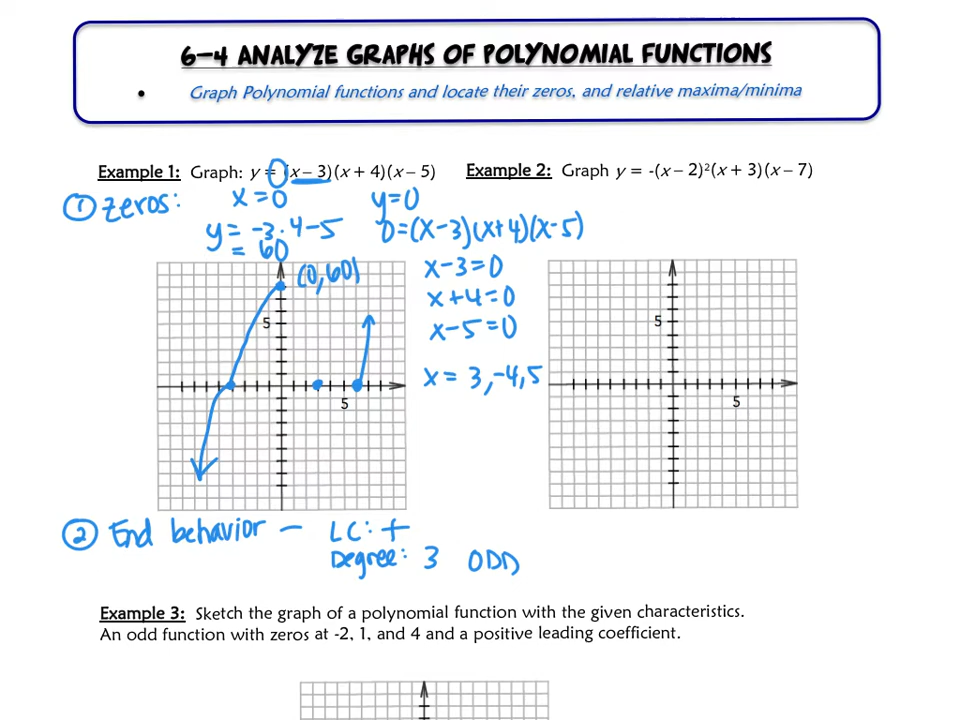 6-4 ANALYZE GRAPHS OF POLYNOMIAL FUNCTIONS
• Graph Polynomial functions and locate their zeros, and relative maxima/minima
Example 1: Graph: y = (x – 3)(x + 4)(x – 5)
0
① zeros:
x = 0
y = -3 · 4 - 5
= 60
(0,60)
5
5
y=0
0=(x-3)(x+4)(x-5)
x-3=0
x+4=0
x-5=0
x = 3,-4,5
Example 2: Graph y = -(x – 2)²(x + 3)(x – 7)
5
5
② End behavior - LC: +
Degree: 3 ODD
Example 3: Sketch the graph of a polynomial function with the given characteristics.
An odd function with zeros at -2, 1, and 4 and a positive leading coefficient.